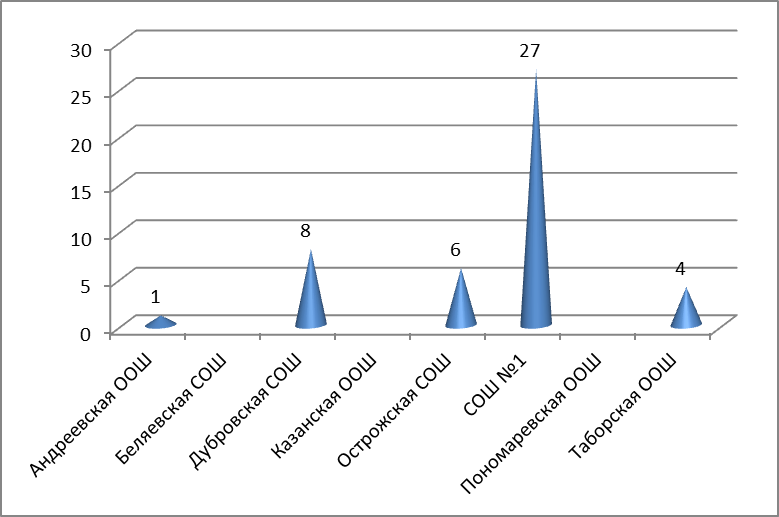 30
25
20
15
10
5
0
1
8
6
27
4
Андреевская ООШ
Беляевская СОШ
Дубровская СОШ
Казанская ООШ
Острожская СОШ
СОШ №1
Пономаревская ООШ
Таборская ООШ